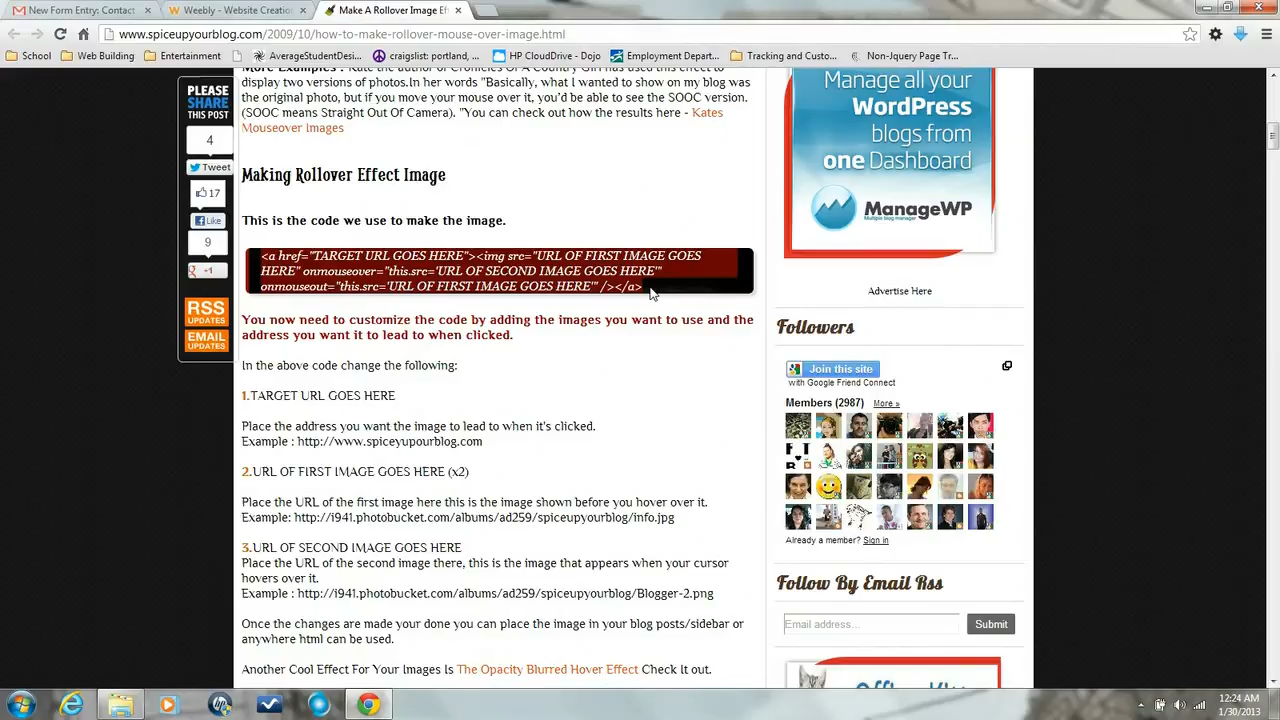 New Form Entry: Contact
Weebly - Website Creation
Make A Rollover Image Ef
www.spiceupyourblog.com/2009/10/how-to-make-rollover-mouse-over-image.html
School
Web Building
Entertainment
AverageStudentDesi...
craigslist: portland, ...
HP CloudDrive - Dojo
Employment Depart...
Tracking and Custo...
Non-Jquery Page Tr...
display two versions of photos.In her words "Basically, what I wanted to show on my blog was
the original photo, but if you move your mouse over it, you'd be able to see the SOOC version.
(SOOC means Straight Out Of Camera). "You can check out how the results here - Kates
Mouseover Images
Making Rollover Effect Image
This is the code we use to make the image.
<a href="TARGET URL GOES HERE"><img src="URL OF FIRST IMAGE GOES
HERE" onmouseover="this.src='URL OF SECOND IMAGE GOES HERE'"
onmouseout="this.src='URL OF FIRST IMAGE GOES HERE'" /></a>
You now need to customize the code by adding the images you want to use and the
address you want it to lead to when clicked.
In the above code change the following:
1.TARGET URL GOES HERE
Place the address you want the image to lead to when it's clicked.
Example : http://www.spiceyupourblog.com
2.URL OF FIRST IMAGE GOES HERE (x2)
Place the URL of the first image here this is the image shown before you hover over it.
Example: http://i941.photobucket.com/albums/ad259/spiceupyourblog/info.jpg
3.URL OF SECOND IMAGE GOES HERE
Place the URL of the second image there, this is the image that appears when your cursor
hovers over it.
Example : http://i941.photobucket.com/albums/ad259/spiceupyourblog/Blogger-2.png
Once the changes are made your done you can place the image in your blog posts/sidebar or
anywhere html can be used.
Another Cool Effect For Your Images Is The Opacity Blurred Hover Effect Check It out.
PLEASE
SHARE
THIS POST
4
Tweet
17
Like
9
+1
RSS
UPDATES
EMAIL
UPDATES
Manage all your
WordPress
blogs from
one Dashboard
ManageWP
Multiple blog manager
Advertise Here
Followers
Join this site
with Google Friend Connect
Members (2987) More »
Already a member? Sign in
Follow By Email Rss
Email address...
Submit
12:24 AM
1/30/2013